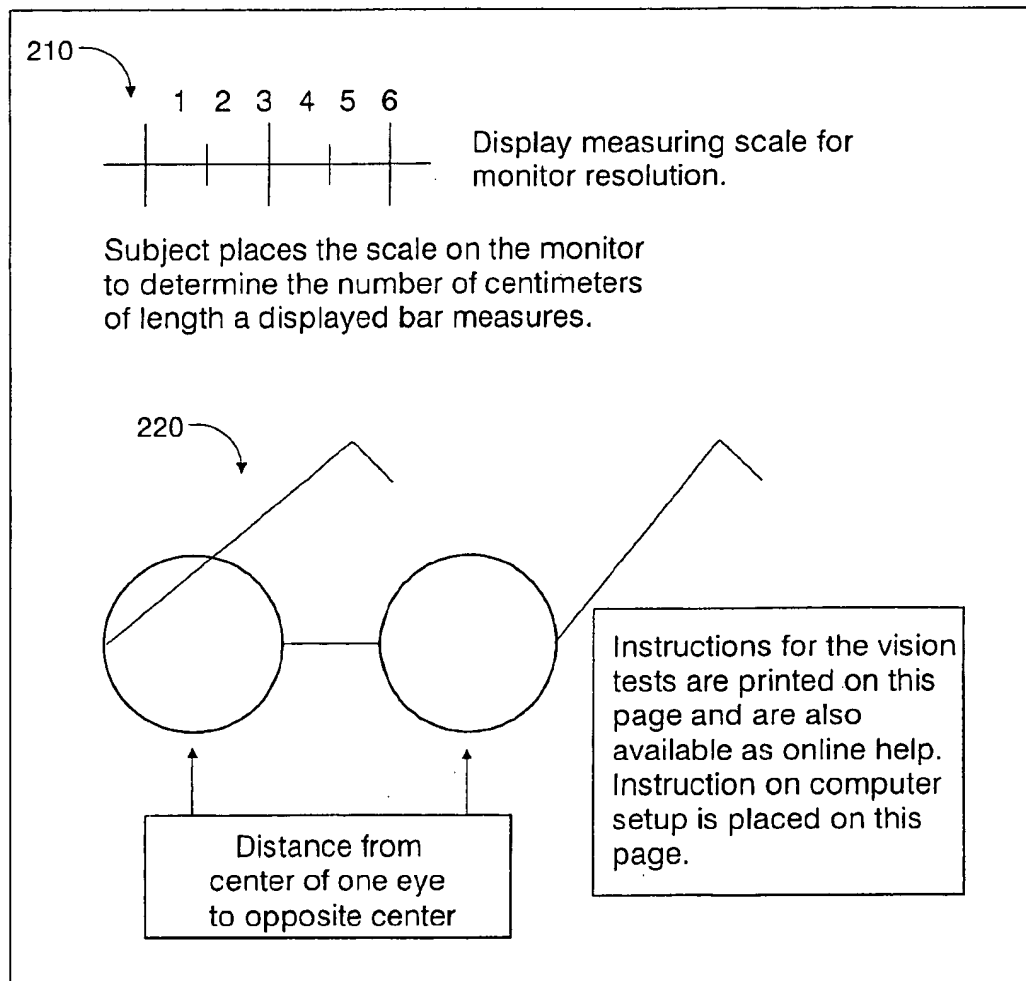 210
1 2 3 4 5 6
Display measuring scale for
monitor resolution.
Subject places the scale on the monitor
to determine the number of centimeters
of length a displayed bar measures.
220
Instructions for the vision
tests are printed on this
page and are also
available as online help.
Instruction on computer
setup is placed on this
page.
Distance from
center of one eye
to opposite center